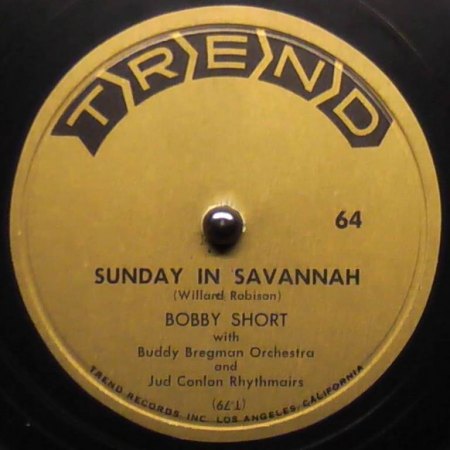 TREND
64
SUNDAY IN SAVANNAH
(Willard Robison)
BOBBY SHORT
with
Buddy Bregman Orchestra
and
Jud Conlon Rhythmairs
(T.79)
TREND RECORDS, INC. LOS ANGELES, CALIFORNIA